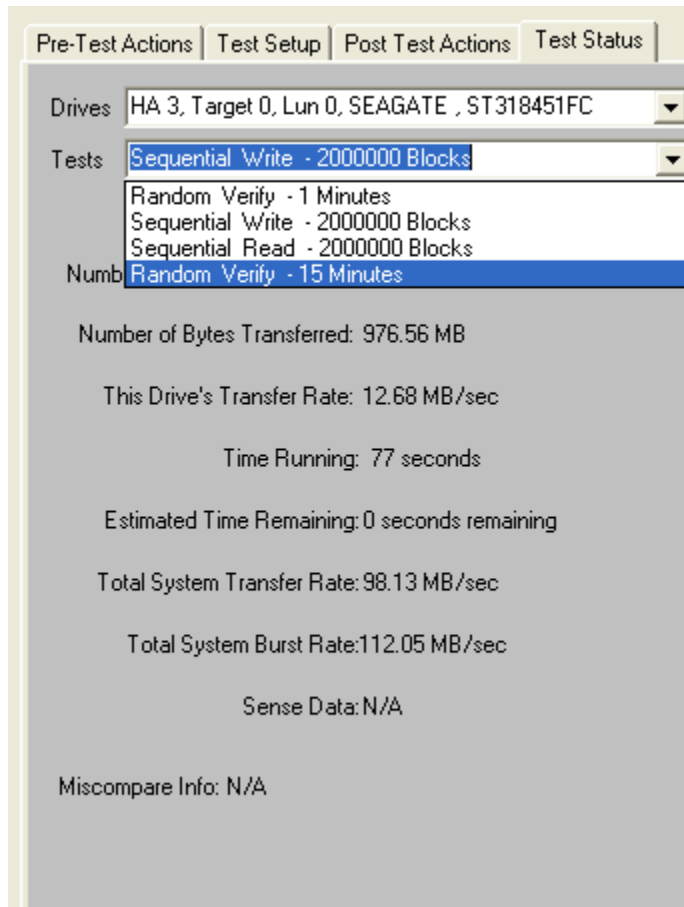 Pre-Test Actions Test Setup Post Test Actions Test Status
Drives HA 3, Target 0, Lun 0, SEAGATE , ST318451FC
Tests Sequential Write - 2000000 Blocks
Random Verify - 1 Minutes
Sequential Write - 2000000 Blocks
Sequential Read - 2000000 Blocks
Numb Random Verify - 15 Minutes
Number of Bytes Transferred: 976.56 MB
This Drive's Transfer Rate: 12.68 MB/sec
Time Running: 77 seconds
Estimated Time Remaining: 0 seconds remaining
Total System Transfer Rate: 98.13 MB/sec
Total System Burst Rate:112.05 MB/sec
Sense Data: N/A
Miscompare Info: N/A